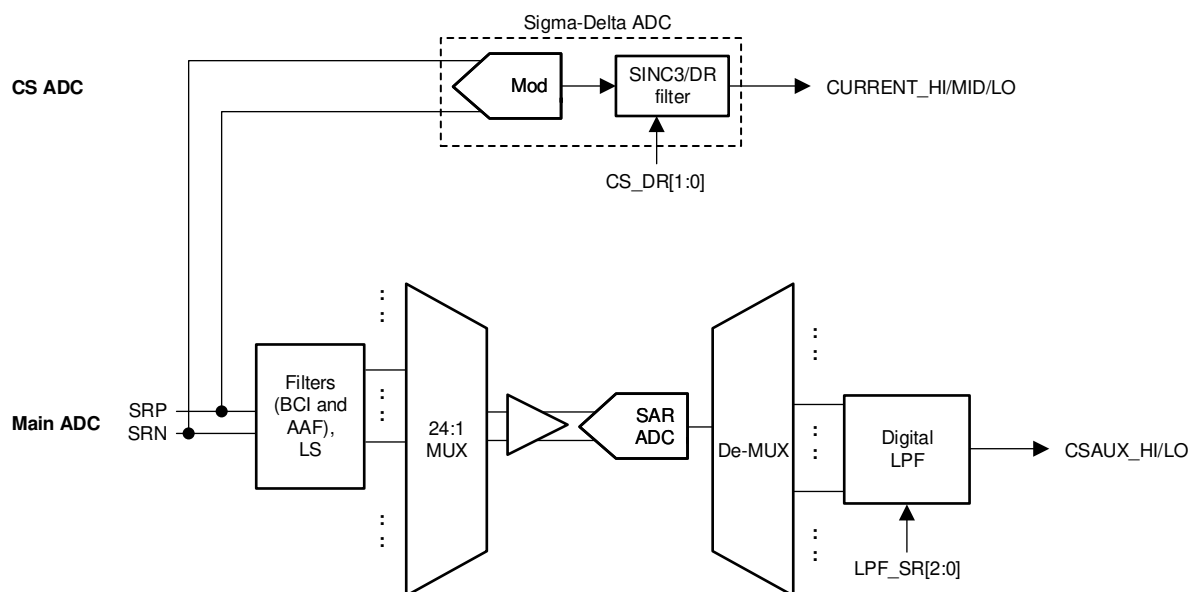 Sigma-Delta ADC
CS ADC
Mod
SINC3/DR
filter
CURRENT_HI/MID/LO
CS_DR[1:0]
Main ADC
SRP
SRN
Filters
(BCI and
AAF),
LS
24:1
MUX
SAR
ADC
De-MUX
Digital
LPF
CSAUX_HI/LO
LPF_SR[2:0]